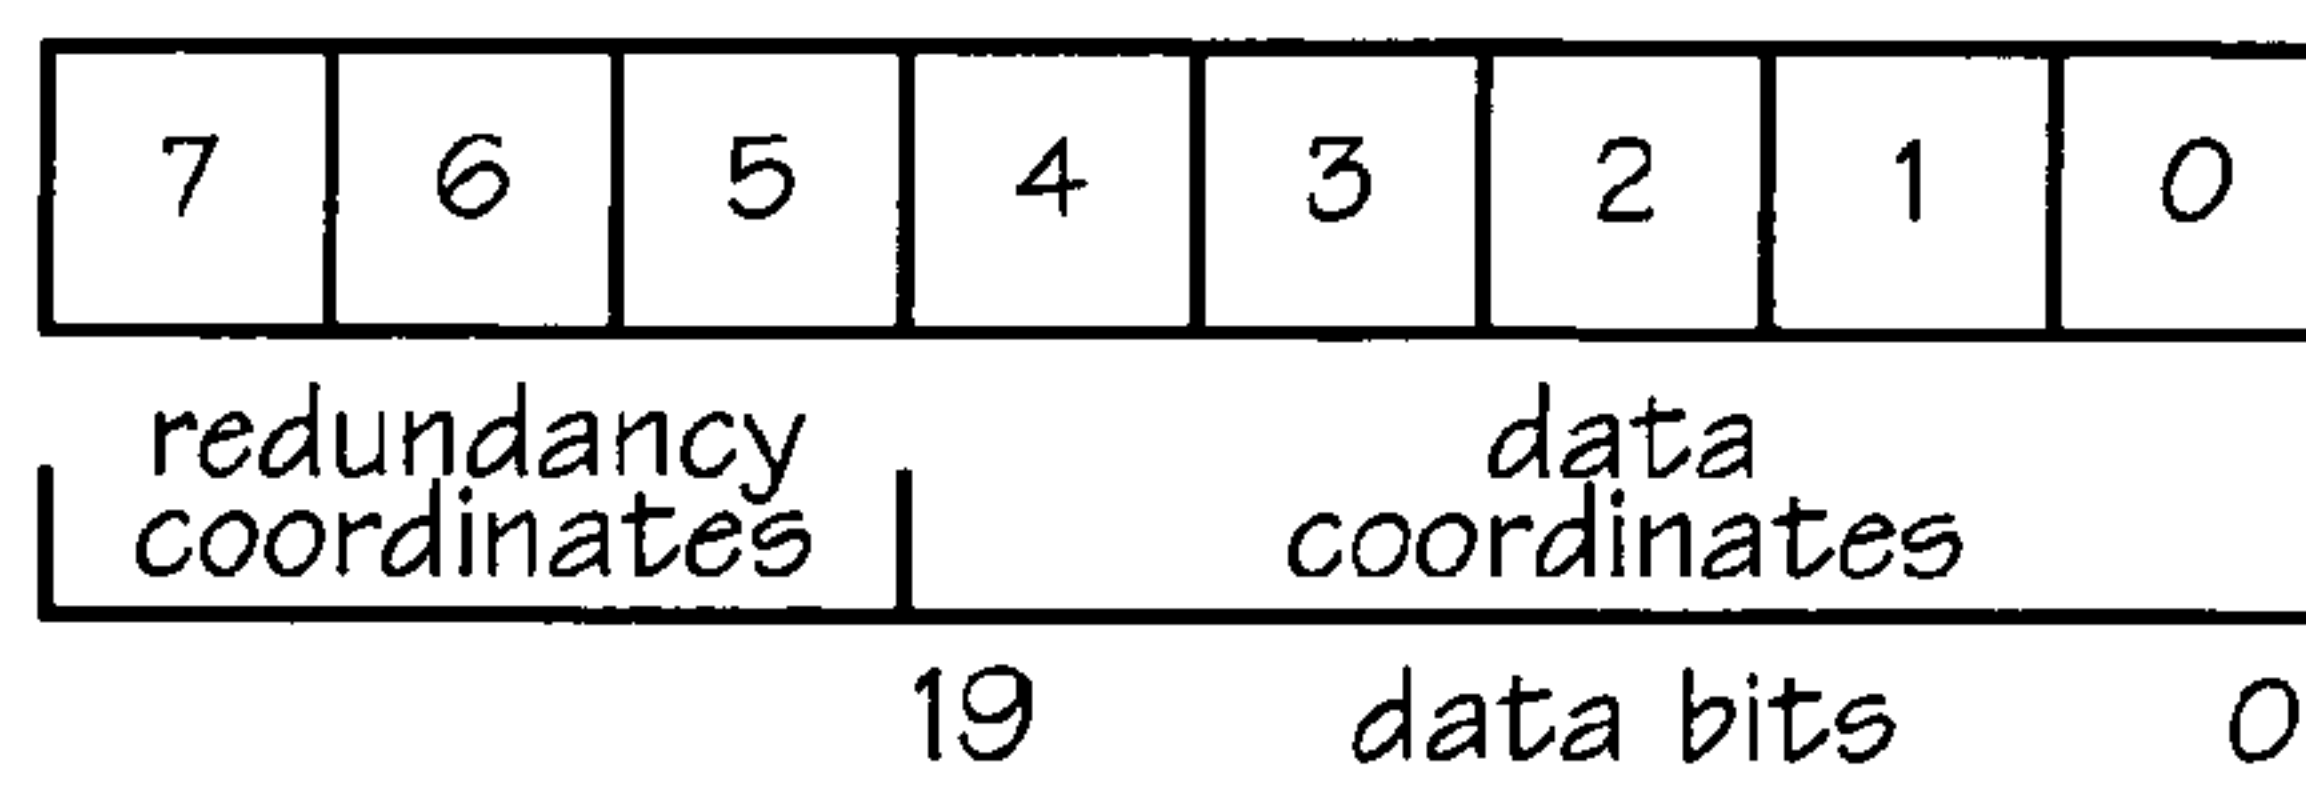 7 6 5 4 3 2 1 0
redundancy data
coordinates coordinates
19 data bits 0